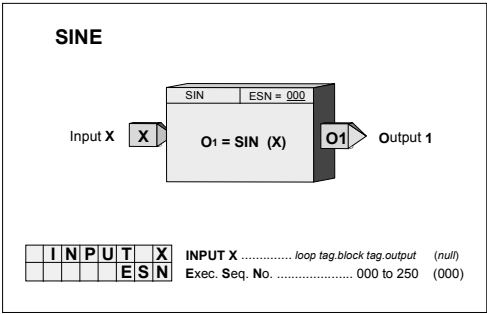 SINE
SIN ESN = 000
Input X X O1 = SIN (X) O1 Output 1
INPUT X INPUT X .............. loop tag.block tag.output (null)
ESN Exec. Seq. No. ..................... 000 to 250 (000)